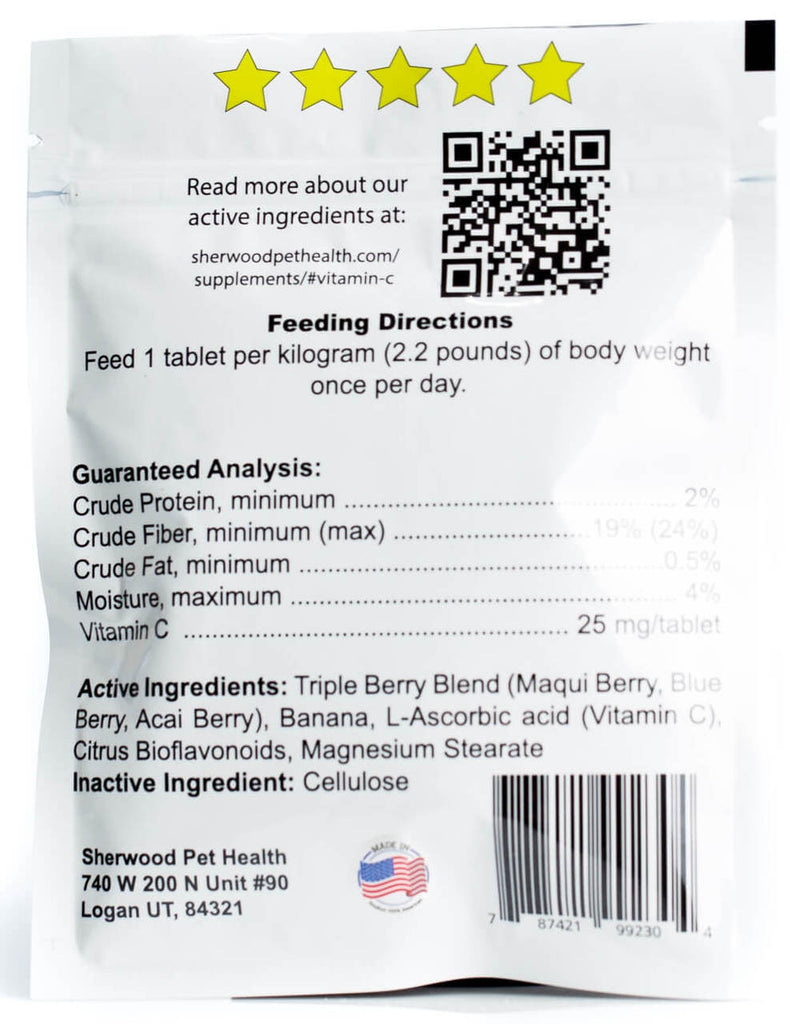 Read more about our
active ingredients at:
sherwoodpethealth.com/
supplements/#vitamin-c
Feeding Directions
Feed 1 tablet per kilogram (2.2 pounds) of body weight
once per day.
Guaranteed Analysis:
Crude Protein, minimum .................................................. 2%
Crude Fiber, minimum (max) .............................19% (24%)
Crude Fat, minimum ......................................................0.5%
Moisture, maximum ......................................................... 4%
Vitamin C .......................................................... 25 mg/tablet
Active Ingredients: Triple Berry Blend (Maqui Berry, Blue
Berry, Acai Berry), Banana, L-Ascorbic acid (Vitamin C),
Citrus Bioflavonoids, Magnesium Stearate
Inactive Ingredient: Cellulose
Sherwood Pet Health
740 W 200 N Unit #90
Logan UT, 84321
MADE IN
7 87421 99230 4